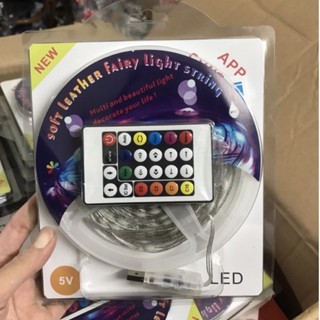 NEW
SOFT LEATHER FAIRY LIGHT STRING
Multi and beautiful light
decorate your life!
APP
5V
LED